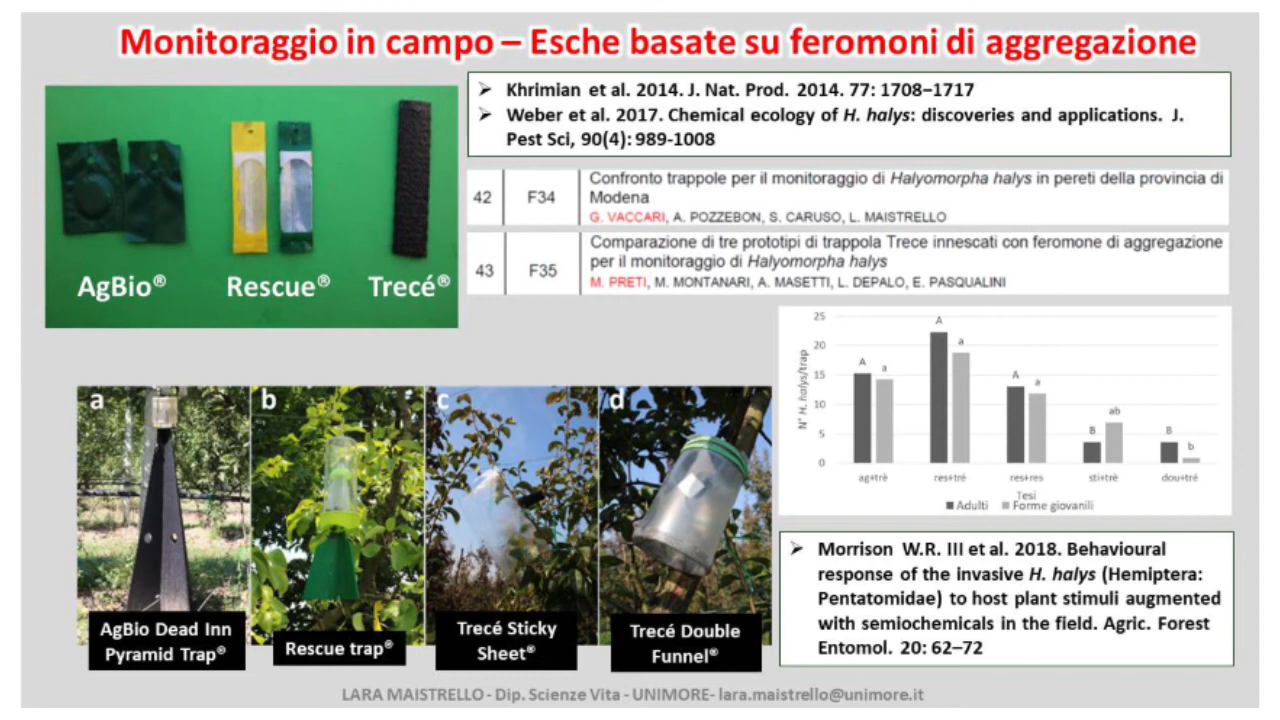 Monitoraggio in campo – Esche basate su feromoni di aggregazione
AgBio®
Rescue®
Trecé®
➢ Khrimian et al. 2014. J. Nat. Prod. 2014. 77: 1708–1717
➢ Weber et al. 2017. Chemical ecology of H. halys: discoveries and applications. J.
Pest Sci, 90(4): 989-1008
42
F34
Confronto trappole per il monitoraggio di Halyomorpha halys in pereti della provincia di
Modena
G. VACCARI, A. POZZEBON, S. CARUSO, L. MAISTRELLO
43
F35
Comparazione di tre prototipi di trappola Trece innescati con feromone di aggregazione
per il monitoraggio di Halyomorpha halys
M. PRETI, M. MONTANARI, A. MASETTI, L. DEPALO, E. PASQUALINI
a
b
c
d
AgBio Dead Inn
Pyramid Trap®
Rescue trap®
Trecé Sticky
Sheet®
Trecé Double
Funnel®
N° H. halys/trap
25
20
15
10
5
0
A
a
A
a
A
a
B
ab
B
b
ag+trè
res+tré
res+res
sti+trè
dou+tré
Tesi
Adulti
Forme giovanili
➢ Morrison W.R. III et al. 2018. Behavioural
response of the invasive H. halys (Hemiptera:
Pentatomidae) to host plant stimuli augmented
with semiochemicals in the field. Agric. Forest
Entomol. 20: 62–72
LARA MAISTRELLO - Dip. Scienze Vita - UNIMORE- lara.maistrello@unimore.it